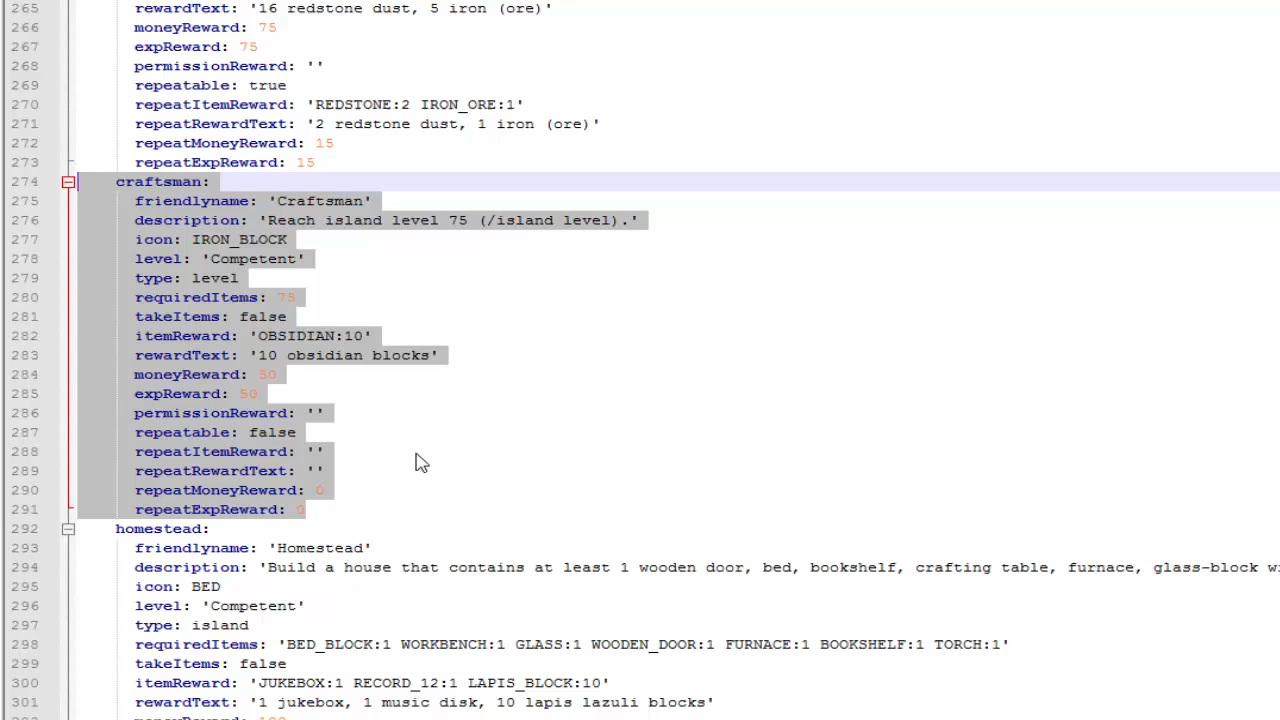 265 rewardText: '16 redstone dust, 5 iron (ore)'
266 moneyReward: 75
267 expReward: 75
268 permissionReward: ''
269 repeatable: true
270 repeatItemReward: 'REDSTONE:2 IRON_ORE:1'
271 repeatRewardText: '2 redstone dust, 1 iron (ore)'
272 repeatMoneyReward: 15
273 repeatExpReward: 15
274 craftsman:
275 friendlyname: 'Craftsman'
276 description: 'Reach island level 75 (/island level).'
277 icon: IRON_BLOCK
278 level: 'Competent'
279 type: level
280 requiredItems: 75
281 takeItems: false
282 itemReward: 'OBSIDIAN:10'
283 rewardText: '10 obsidian blocks'
284 moneyReward: 50
285 expReward: 50
286 permissionReward: ''
287 repeatable: false
288 repeatItemReward: ''
289 repeatRewardText: ''
290 repeatMoneyReward: 0
291 repeatExpReward: 0
292 homestead:
293 friendlyname: 'Homestead'
294 description: 'Build a house that contains at least 1 wooden door, bed, bookshelf, crafting table, furnace, glass-block
295 icon: BED
296 level: 'Competent'
297 type: island
298 requiredItems: 'BED_BLOCK:1 WORKBENCH:1 GLASS:1 WOODEN_DOOR:1 FURNACE:1 BOOKSHELF:1 TORCH:1'
299 takeItems: false
300 itemReward: 'JUKEBOX:1 RECORD_12:1 LAPIS_BLOCK:10'
301 rewardText: '1 jukebox, 1 music disk, 10 lapis lazuli blocks'
moneyReward: 100